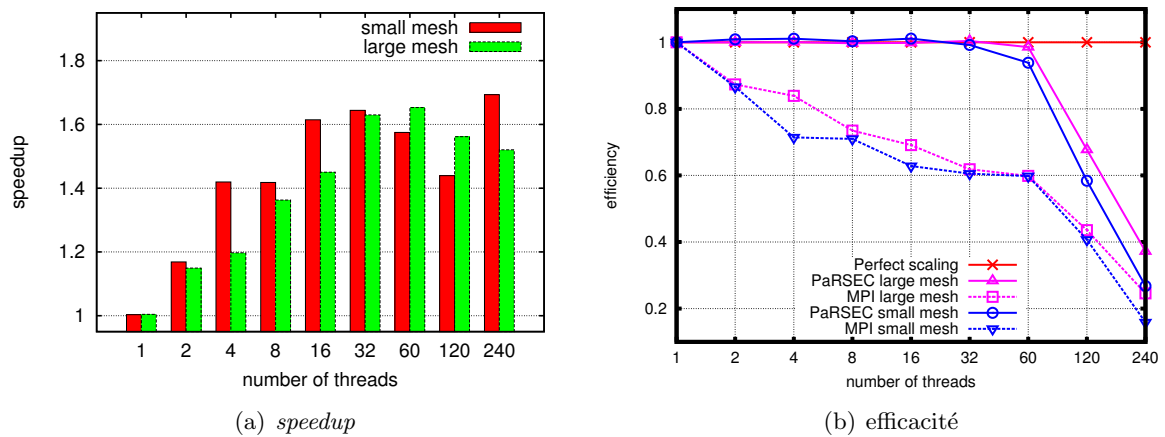 small mesh
large mesh
1.8
1.6
1.4
1.2
1
speedup
1 2 4 8 16 32 60 120 240
number of threads
(a) speedup
1
0.8
0.6
0.4
0.2
efficiency
Perfect scaling
PaRSEC large mesh
MPI large mesh
PaRSEC small mesh
MPI small mesh
1 2 4 8 16 32 60 120 240
number of threads
(b) efficacité